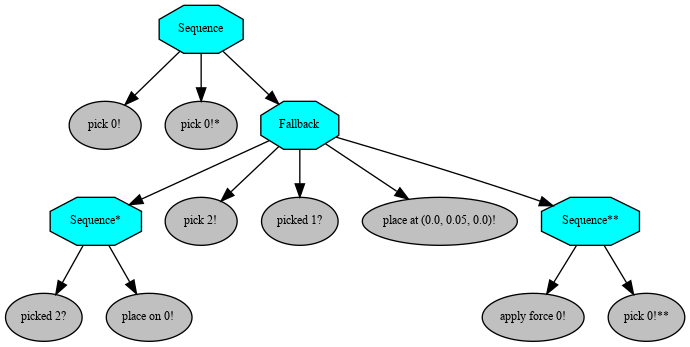 Sequence
pick 0!
pick 0!*
Fallback
Sequence*
pick 2!
picked 1?
place at (0.0, 0.05, 0.0)!
Sequence**
picked 2?
place on 0!
apply force 0!
pick 0!**